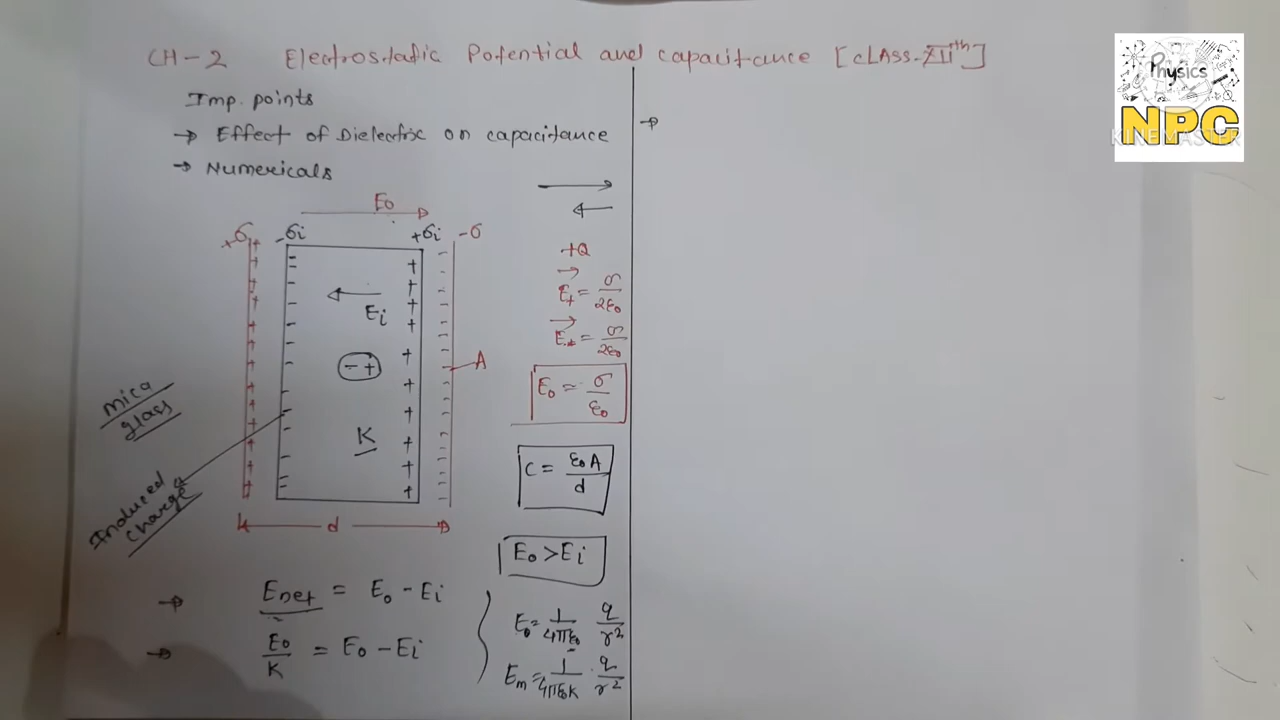 CH-2 Electrostatic Potential and capacitance [CLASS-XIIth]
Imp. points
→ Effect of Dielectric on capacitance
→ Numericals
E₀
+σ -σi +σi -σ
Ei
- +
K
A
d
mica
glass
Induced
charge
+Q
E₊ = σ/2ε₀
= σ/2ε₀
E₀ = σ/ε₀
C = ε₀A/d
E₀ > Ei
→ Enet = E₀ - Ei
→ E₀/K = E₀ - Ei
E₀ = 1/4πε₀ q/r²
Em = 1/4πε₀K · q/r²
→
Physics
NPC
KINEMASTER